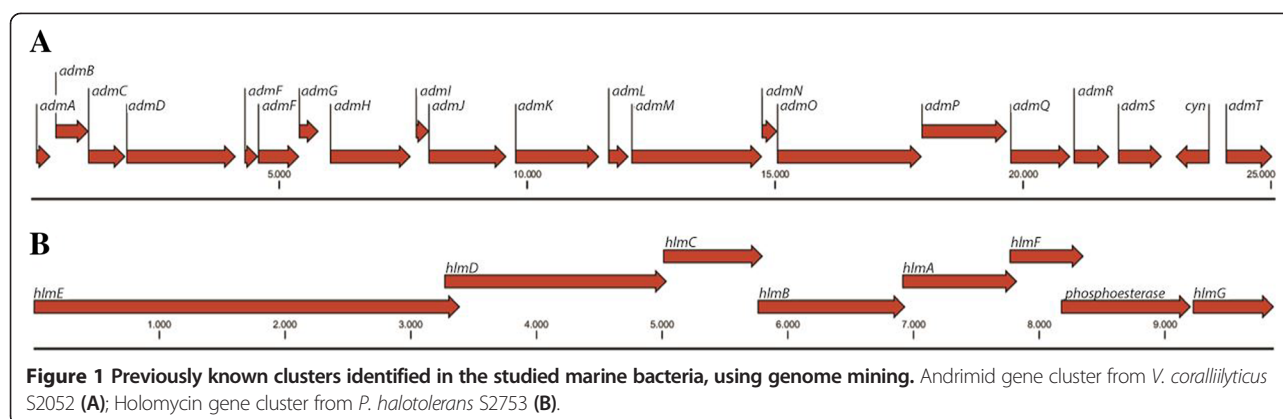 A
admB
admC admF admG admI admL admN admR
admA admD admF admH admJ admK admM admO admP admQ admS cyn admT
5.000 10.000 15.000 20.000 25.000
B
hlmC hlmF
hlmD hlmA
hlmE hlmB phosphoesterase hlmG
1.000 2.000 3.000 4.000 5.000 6.000 7.000 8.000 9.000
Figure 1 Previously known clusters identified in the studied marine bacteria, using genome mining. Andrimid gene cluster from V. coralliilyticus
S2052 (A); Holomycin gene cluster from P. halotolerans S2753 (B).